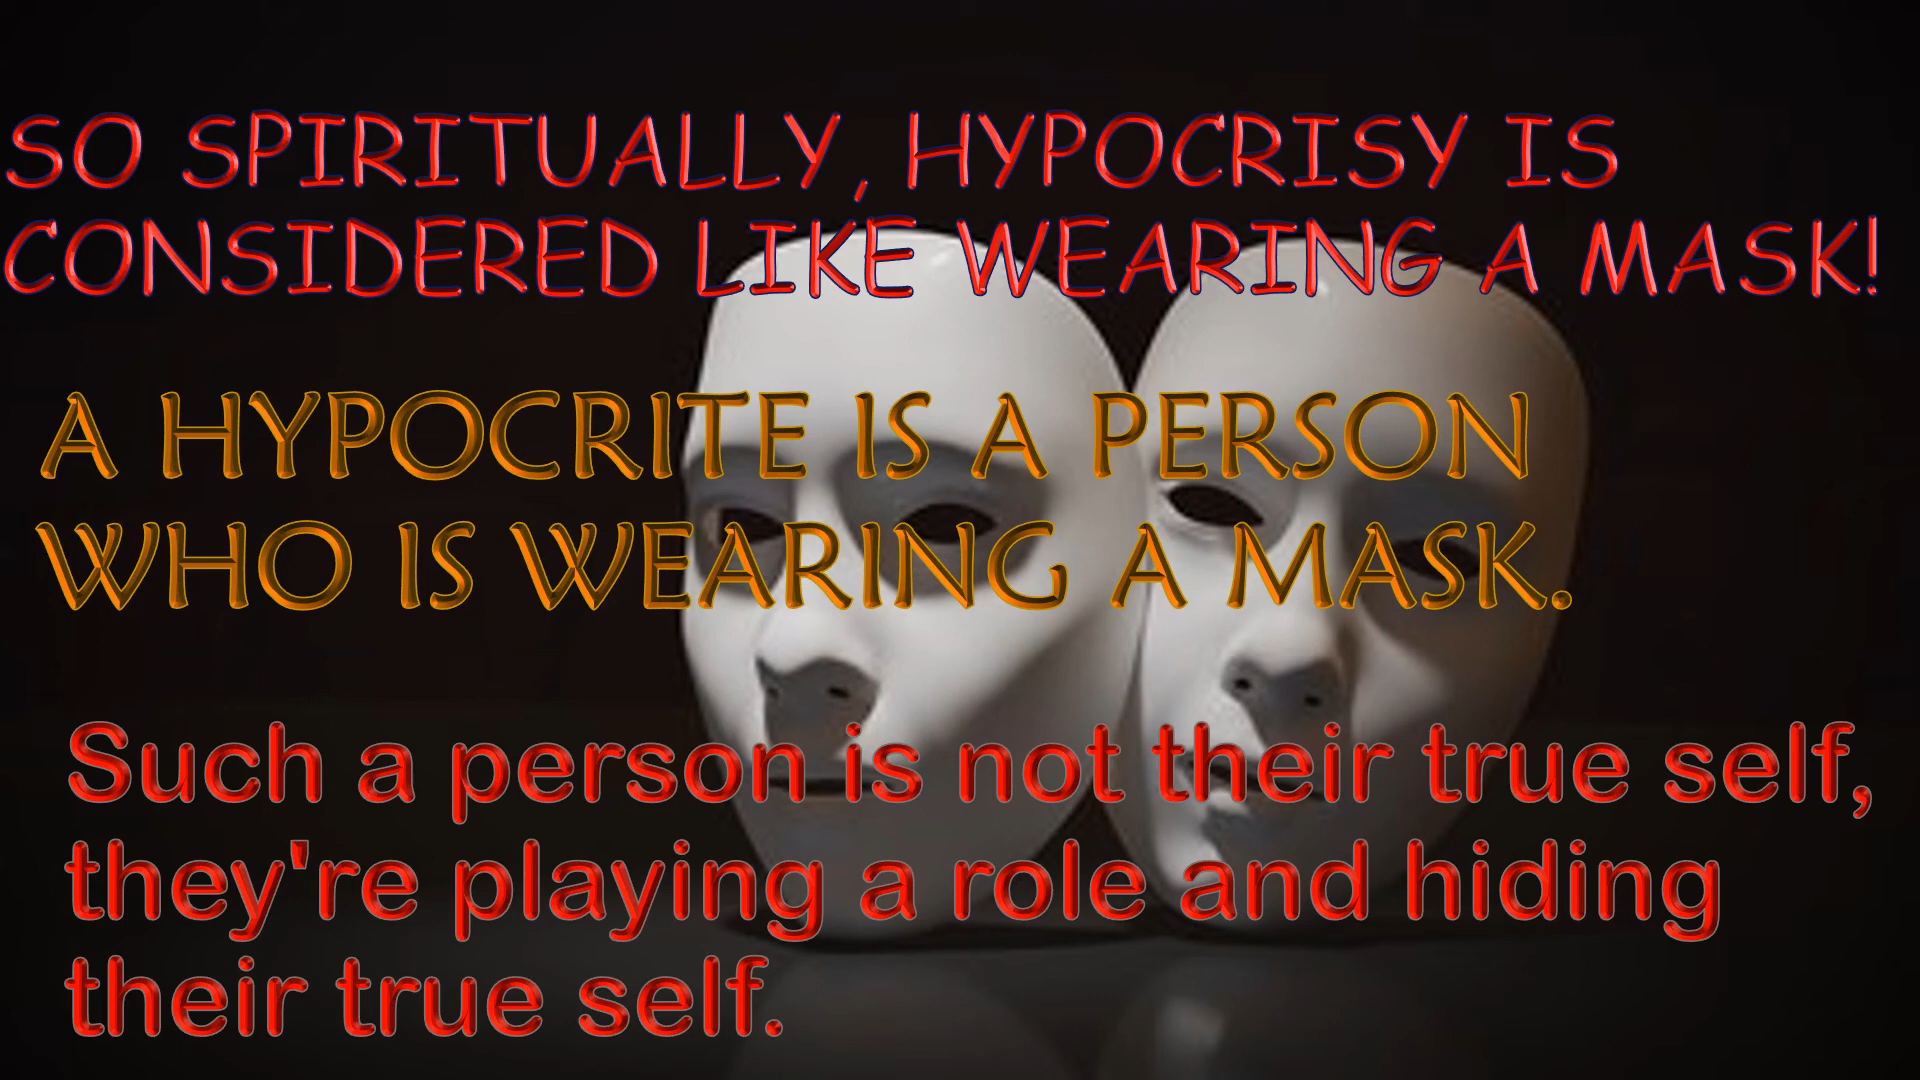 SO SPIRITUALLY, HYPOCRISY IS
CONSIDERED LIKE WEARING A MASK!
A HYPOCRITE IS A PERSON
WHO IS WEARING A MASK.
Such a person is not their true self,
they're playing a role and hiding
their true self.